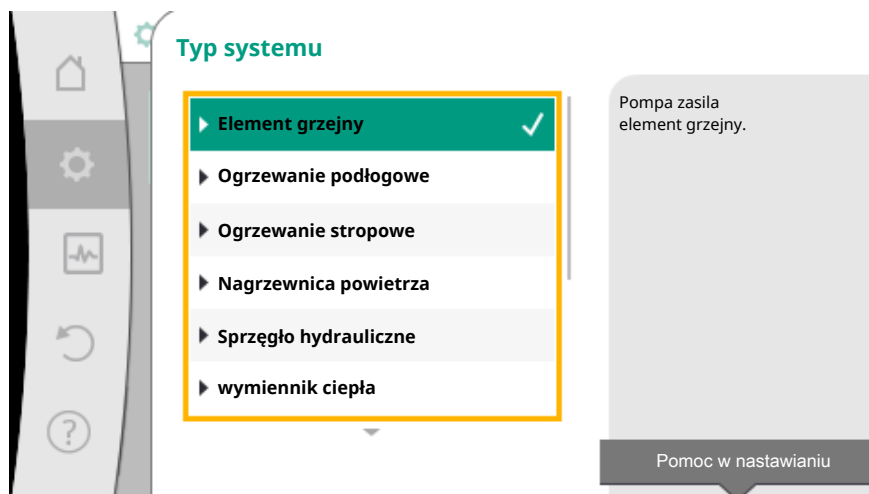 Typ systemu
Element grzejny
Ogrzewanie podłogowe
Ogrzewanie stropowe
Nagrzewnica powietrza
Sprzęgło hydrauliczne
wymiennik ciepła
Pompa zasila
element grzejny.
Pomoc w nastawianiu